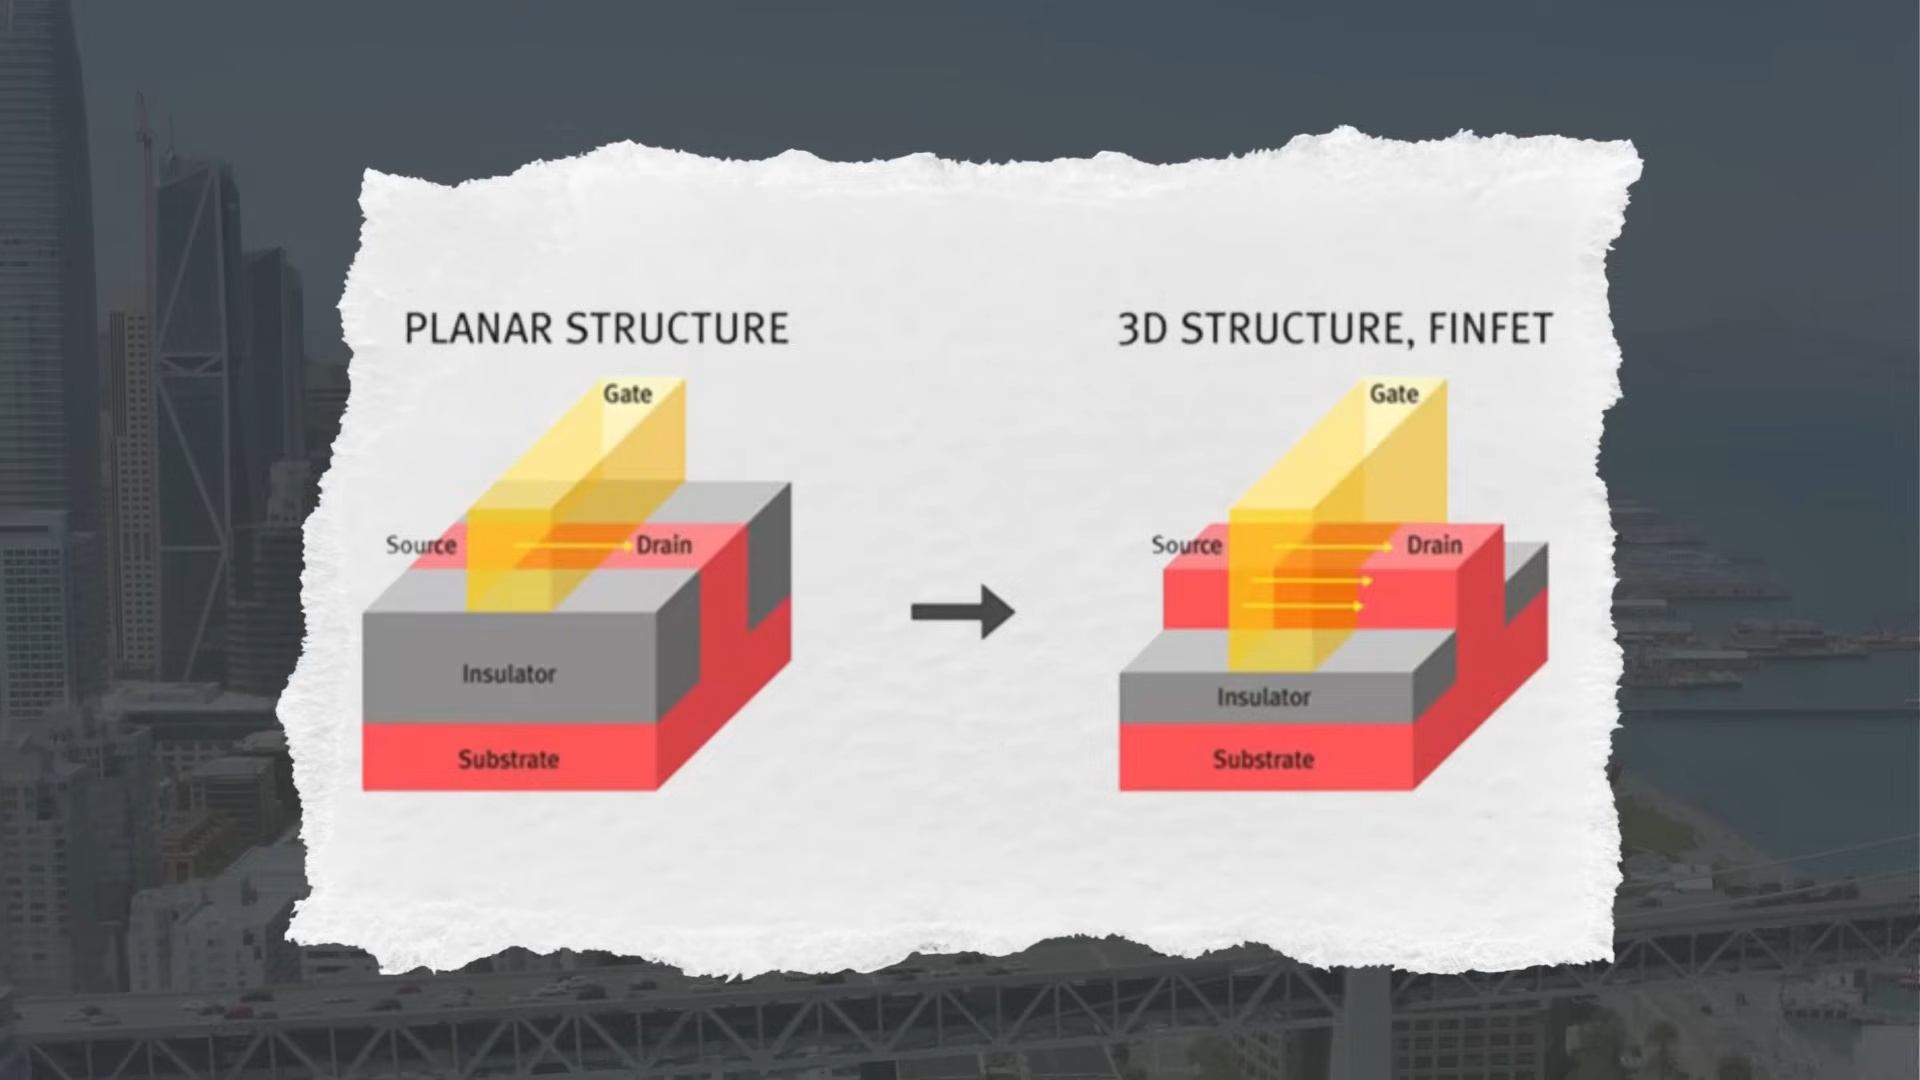 PLANAR STRUCTURE
Gate
Source
Drain
Insulator
Substrate
3D STRUCTURE, FINFET
Gate
Source
Drain
Insulator
Substrate